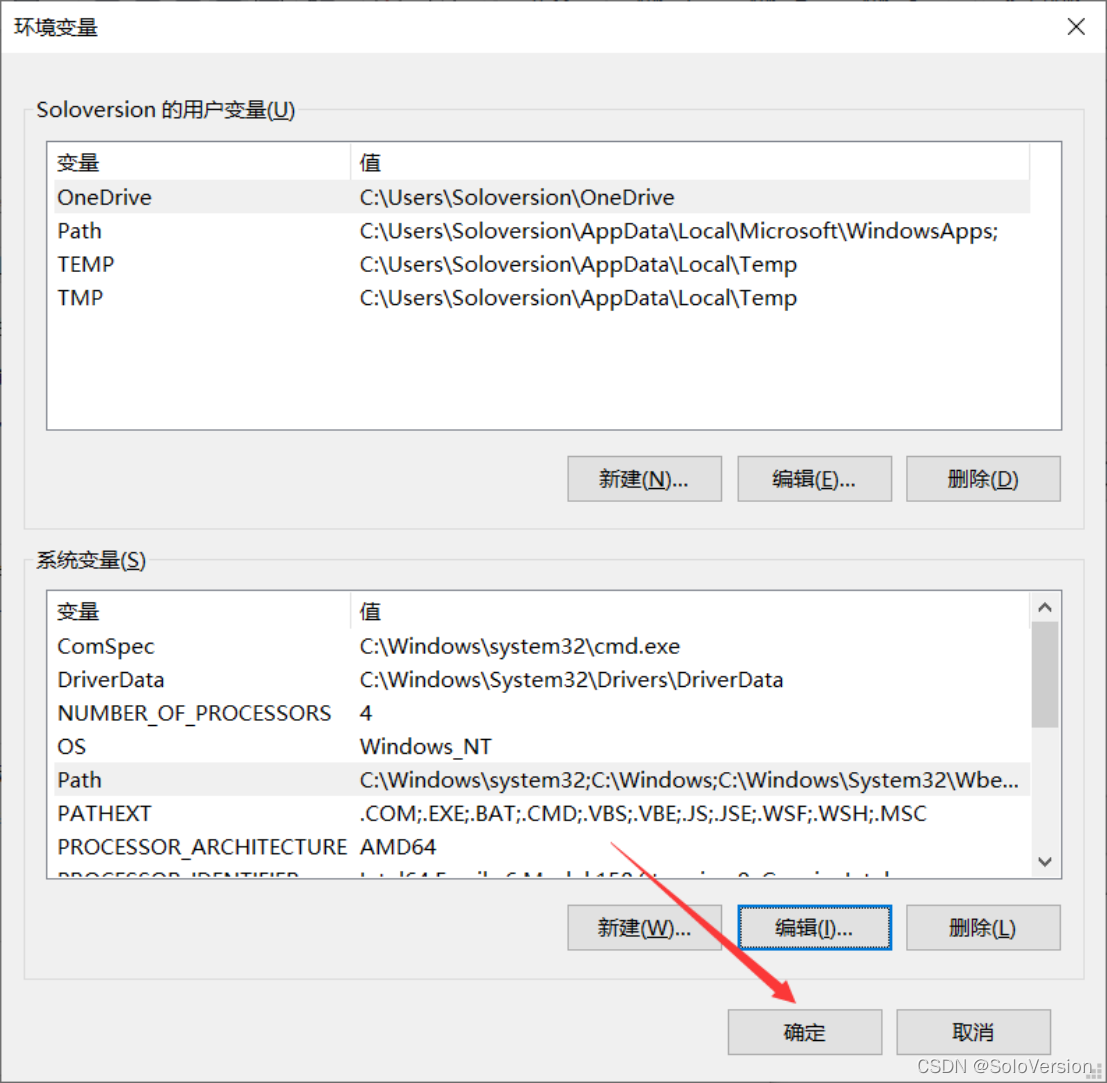 环境变量
Soloversion 的用户变量(U)
变量 值
OneDrive C:\Users\Soloversion\OneDrive
Path C:\Users\Soloversion\AppData\Local\Microsoft\WindowsApps;
TEMP C:\Users\Soloversion\AppData\Local\Temp
TMP C:\Users\Soloversion\AppData\Local\Temp
新建(N)... 编辑(E)... 删除(D)
系统变量(S)
变量 值
ComSpec C:\Windows\system32\cmd.exe
DriverData C:\Windows\System32\Drivers\DriverData
NUMBER_OF_PROCESSORS 4
OS Windows_NT
Path C:\Windows\system32;C:\Windows;C:\Windows\System32\Wbe...
PATHEXT .COM;.EXE;.BAT;.CMD;.VBS;.VBE;.JS;.JSE;.WSF;.WSH;.MSC
PROCESSOR_ARCHITECTURE AMD64
PROCESSOR_IDENTIFIER Intel64 Family 6 Model
新建(W)... 编辑(I)... 删除(L)
确定 取消
CSDN @SoloVersion